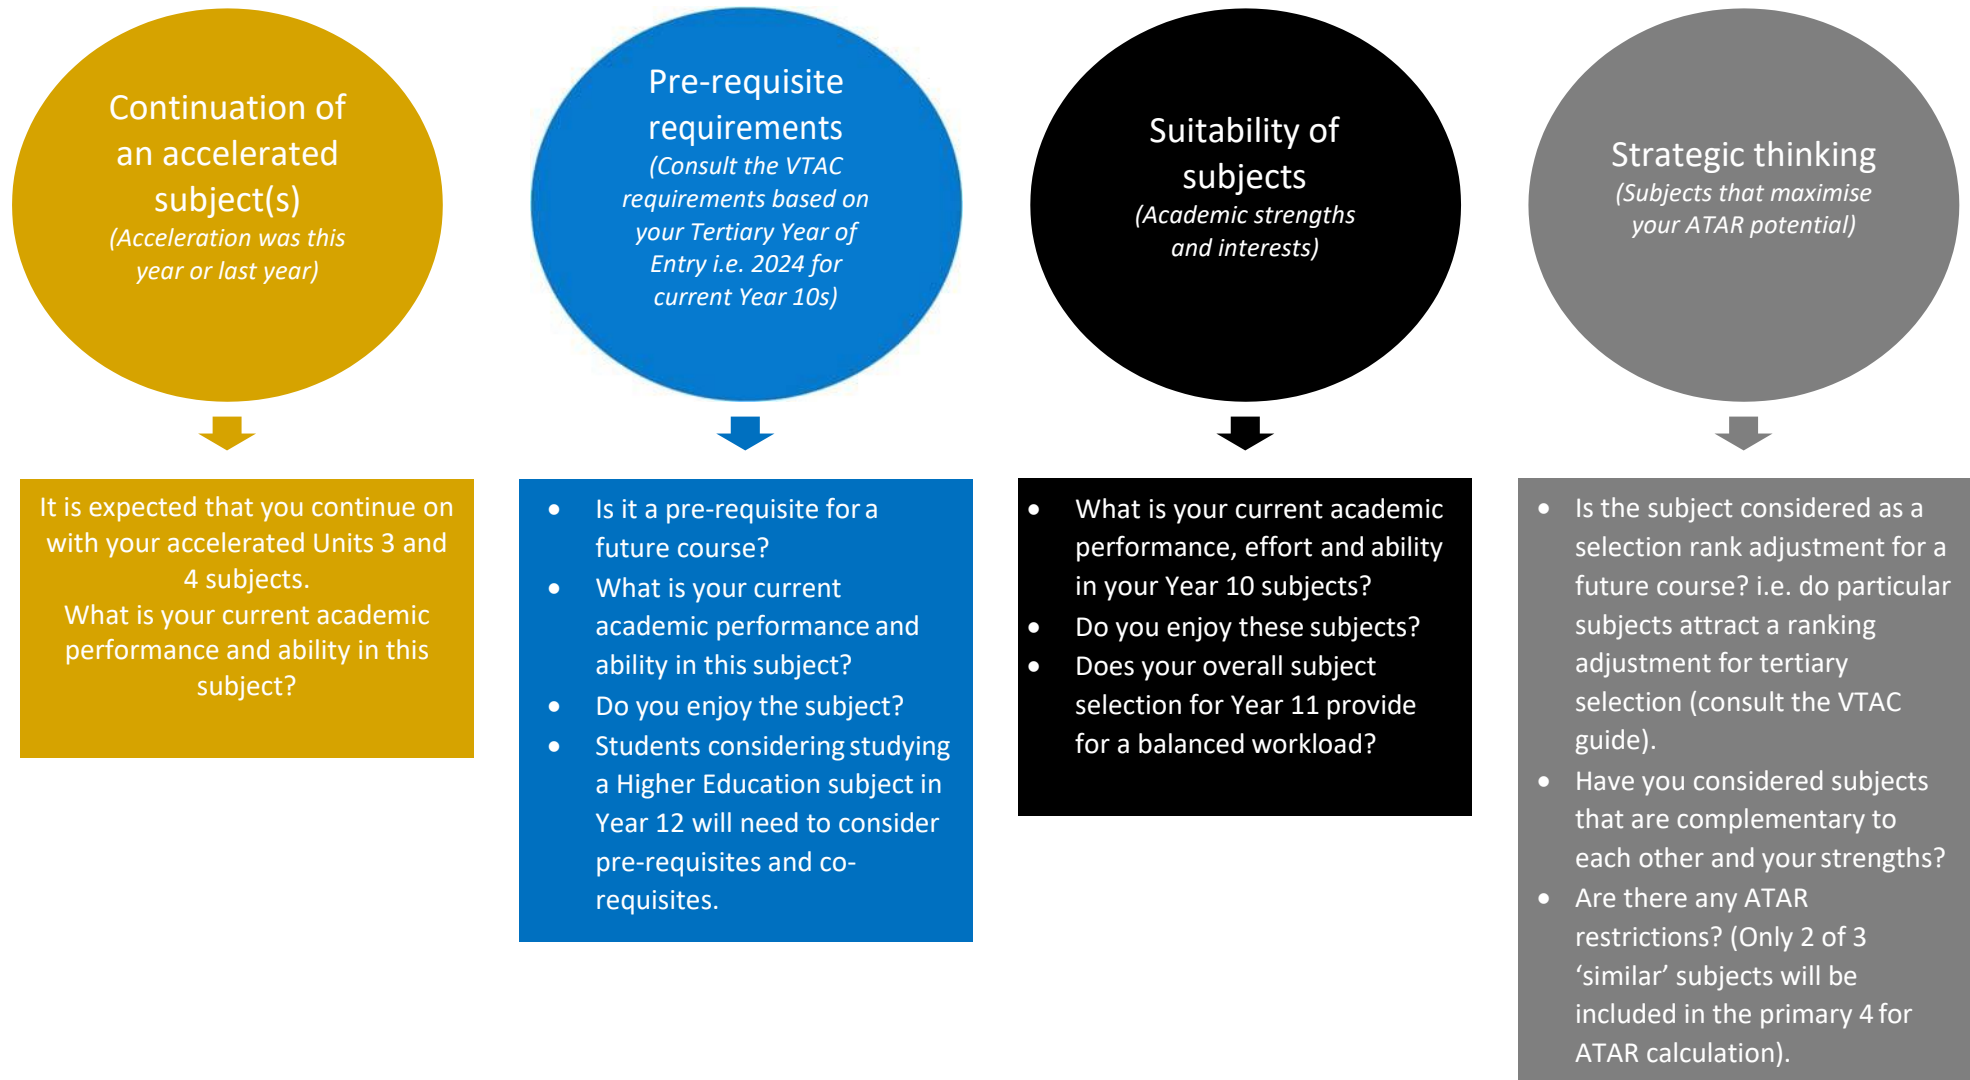 Continuation of
an accelerated
subject(s)
(Acceleration was this
year or last year)
It is expected that you continue on
with your accelerated Units 3 and
4 subjects.
What is your current academic
performance and ability in this
subject?
Pre-requisite
requirements
(Consult the VTAC
requirements based on
your Tertiary Year of
Entry i.e. 2024 for
current Year 10s)
• Is it a pre-requisite for a
future course?
• What is your current
academic performance and
ability in this subject?
• Do you enjoy the subject?
• Students considering studying
a Higher Education subject in
Year 12 will need to consider
pre-requisites and co-
requisites.
Suitability of
subjects
(Academic strengths
and interests)
• What is your current academic
performance, effort and ability
in your Year 10 subjects?
• Do you enjoy these subjects?
• Does your overall subject
selection for Year 11 provide
for a balanced workload?
Strategic thinking
(Subjects that maximise
your ATAR potential)
• Is the subject considered as a
selection rank adjustment for a
future course? i.e. do particular
subjects attract a ranking
adjustment for tertiary
selection (consult the VTAC
guide).
• Have you considered subjects
that are complementary to
each other and your strengths?
• Are there any ATAR
restrictions? (Only 2 of 3
‘similar’ subjects will be
included in the primary 4 for
ATAR calculation).